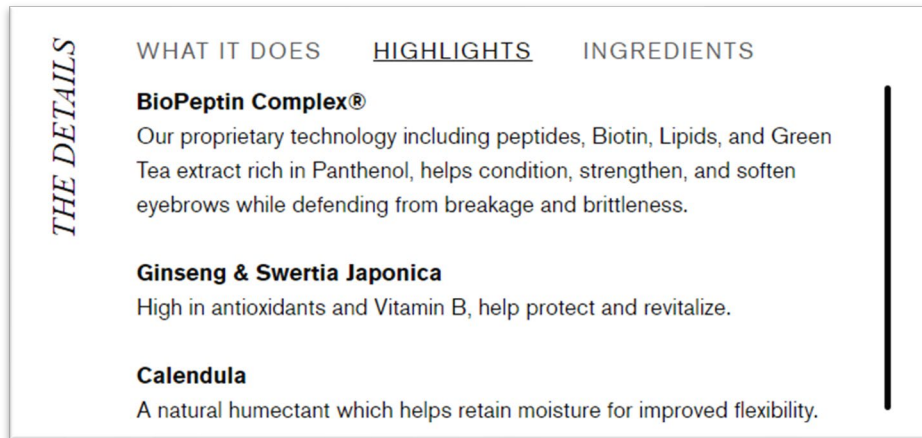 THE DETAILS
WHAT IT DOES HIGHLIGHTS INGREDIENTS
BioPeptin Complex®
Our proprietary technology including peptides, Biotin, Lipids, and Green
Tea extract rich in Panthenol, helps condition, strengthen, and soften
eyebrows while defending from breakage and brittleness.
Ginseng & Swertia Japonica
High in antioxidants and Vitamin B, help protect and revitalize.
Calendula
A natural humectant which helps retain moisture for improved flexibility.